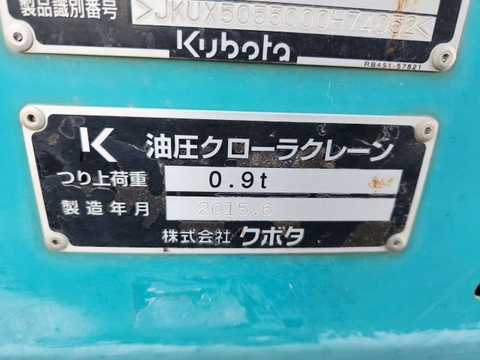 製品識別番号 >JKUX5055C00H74052<
Kubota
RB451-57821
K 油圧クローラクレーン
つり上荷重 0.9t
製造年月 2015.6
株式会社 クボタ